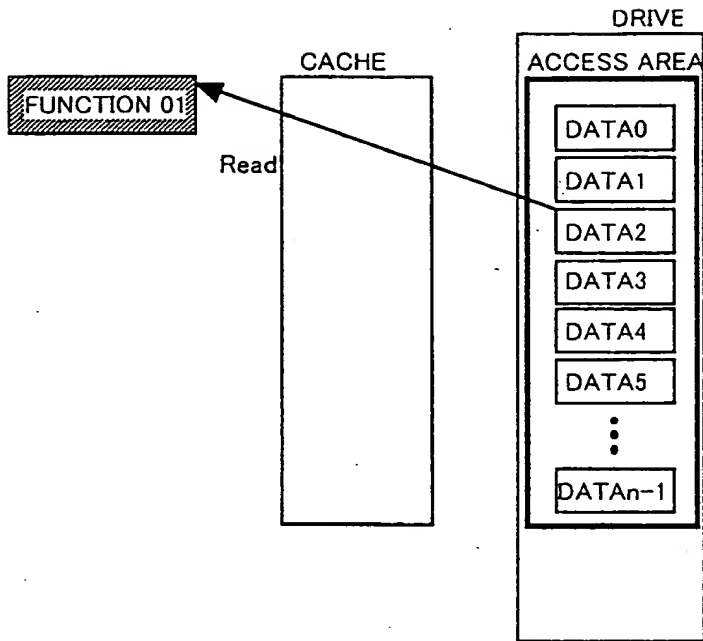 DRIVE
CACHE
ACCESS AREA
FUNCTION 01
Read
DATA0
DATA1
DATA2
DATA3
DATA4
DATA5
DATAn-1